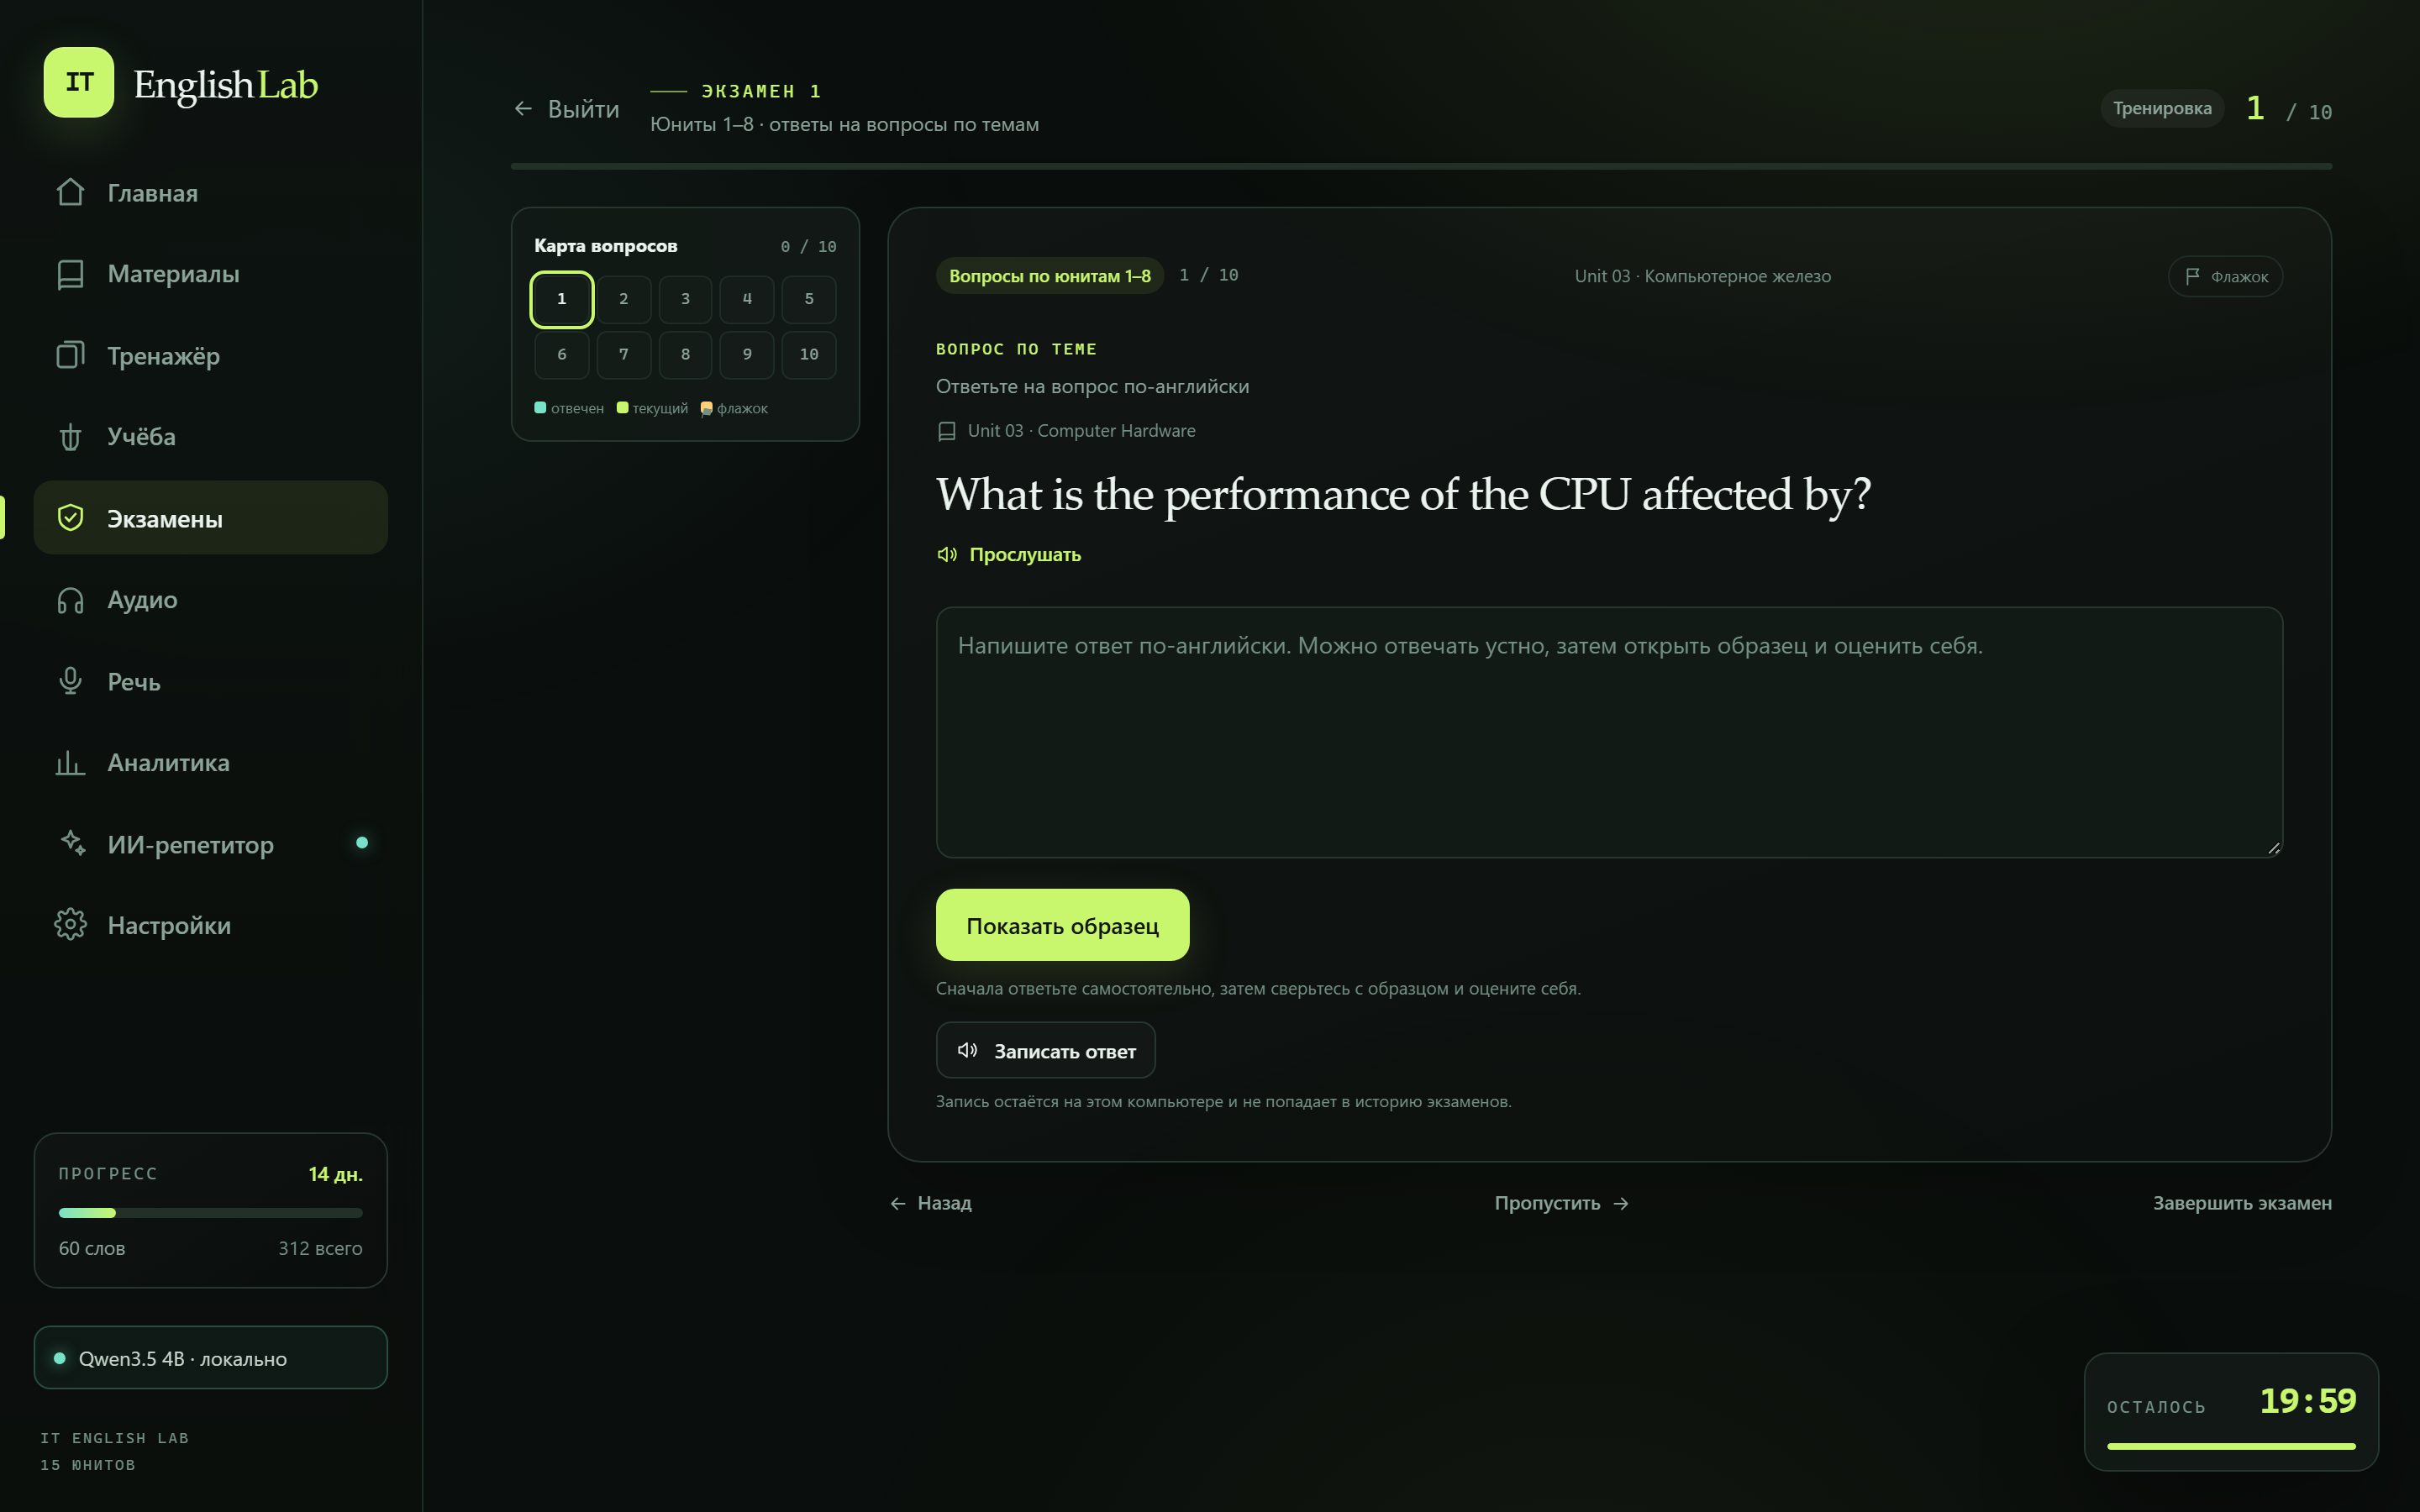 IT
English Lab
Главная
Материалы
Тренажёр
Учёба
Экзамены
Аудио
Речь
Аналитика
ИИ-репетитор
Настройки
ПРОГРЕСС 14 дн.
60 слов 312 всего
Qwen3.5 4B · локально
IT ENGLISH LAB
15 ЮНИТОВ
← Выйти
ЭКЗАМЕН 1
Юниты 1–8 · ответы на вопросы по темам
Тренировка 1 / 10
Карта вопросов 0 / 10
1 2 3 4 5
6 7 8 9 10
отвечен текущий флажок
Вопросы по юнитам 1–8 1 / 10 Unit 03 · Компьютерное железо Флажок
ВОПРОС ПО ТЕМЕ
Ответьте на вопрос по-английски
Unit 03 · Computer Hardware
What is the performance of the CPU affected by?
Прослушать
Напишите ответ по-английски. Можно отвечать устно, затем открыть образец и оценить себя.
Показать образец
Сначала ответьте самостоятельно, затем сверьтесь с образцом и оцените себя.
Записать ответ
Запись остаётся на этом компьютере и не попадает в историю экзаменов.
← Назад Пропустить → Завершить экзамен
ОСТАЛОСЬ 19:59